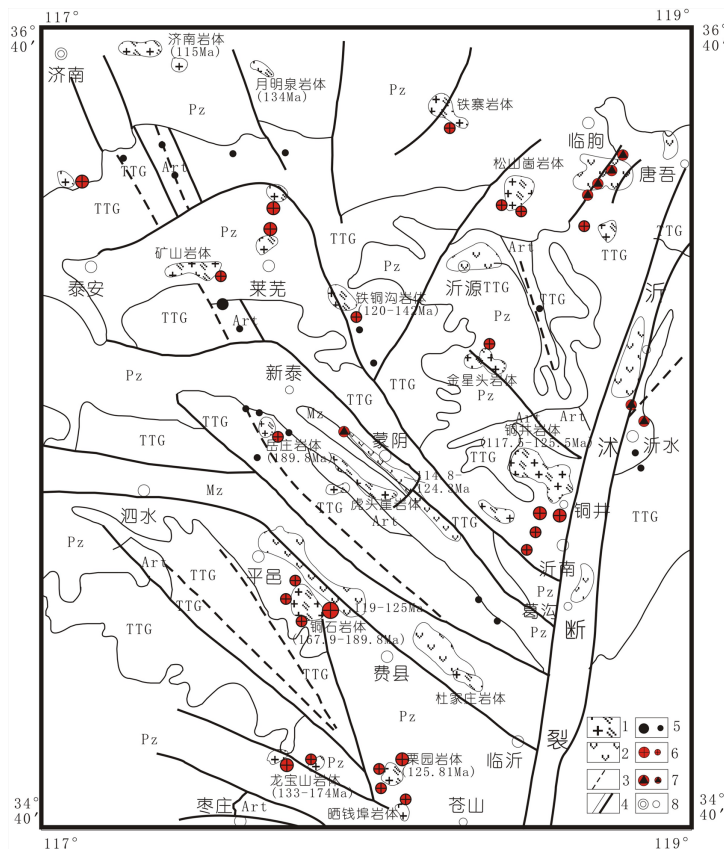 117° 119°
36° 40′
36° 40′
济南岩体
(115Ma)
济南
月明泉岩体
(134Ma)
Pz
Pz
铁寨岩体
临朐
唐吾
松山崮岩体
TTG
Art
TTG
TTG
TTG
TTG
TTG
Pz
Art
矿山岩体
泰安
莱芜
沂源
TTG
沂
铁铜沟岩体
(120-142Ma)
TTG
Art
Pz
新泰
金星头岩体
Pz
Pz
TTG
TTG
Art
Art
铜井岩体
(117.5-125.5Ma)
沭
沂水
TTG
Mz
蒙阴
岳庄岩体
(189.8Ma)
TTG
TTG
114.8-
124.3Ma
虎头崖岩体
Mz
TTG
TTG
Art
铜井
TTG
泗水
Pz
Art
TTG
TTG
TTG
平邑
沂南
Pz
葛沟
Pz
119-125Ma
铜石岩体
(167.9-189.8Ma)
断
TTG
费县
杜家庄岩体
Pz
Pz
裂
临沂
Pz
栗园岩体
(125.81Ma)
龙宝山岩体
(133-174Ma)
枣庄
Art
晒钱埠岩体
苍山
1 5
2 6
3 7
4 8
34° 40′
34° 40′
117° 119°